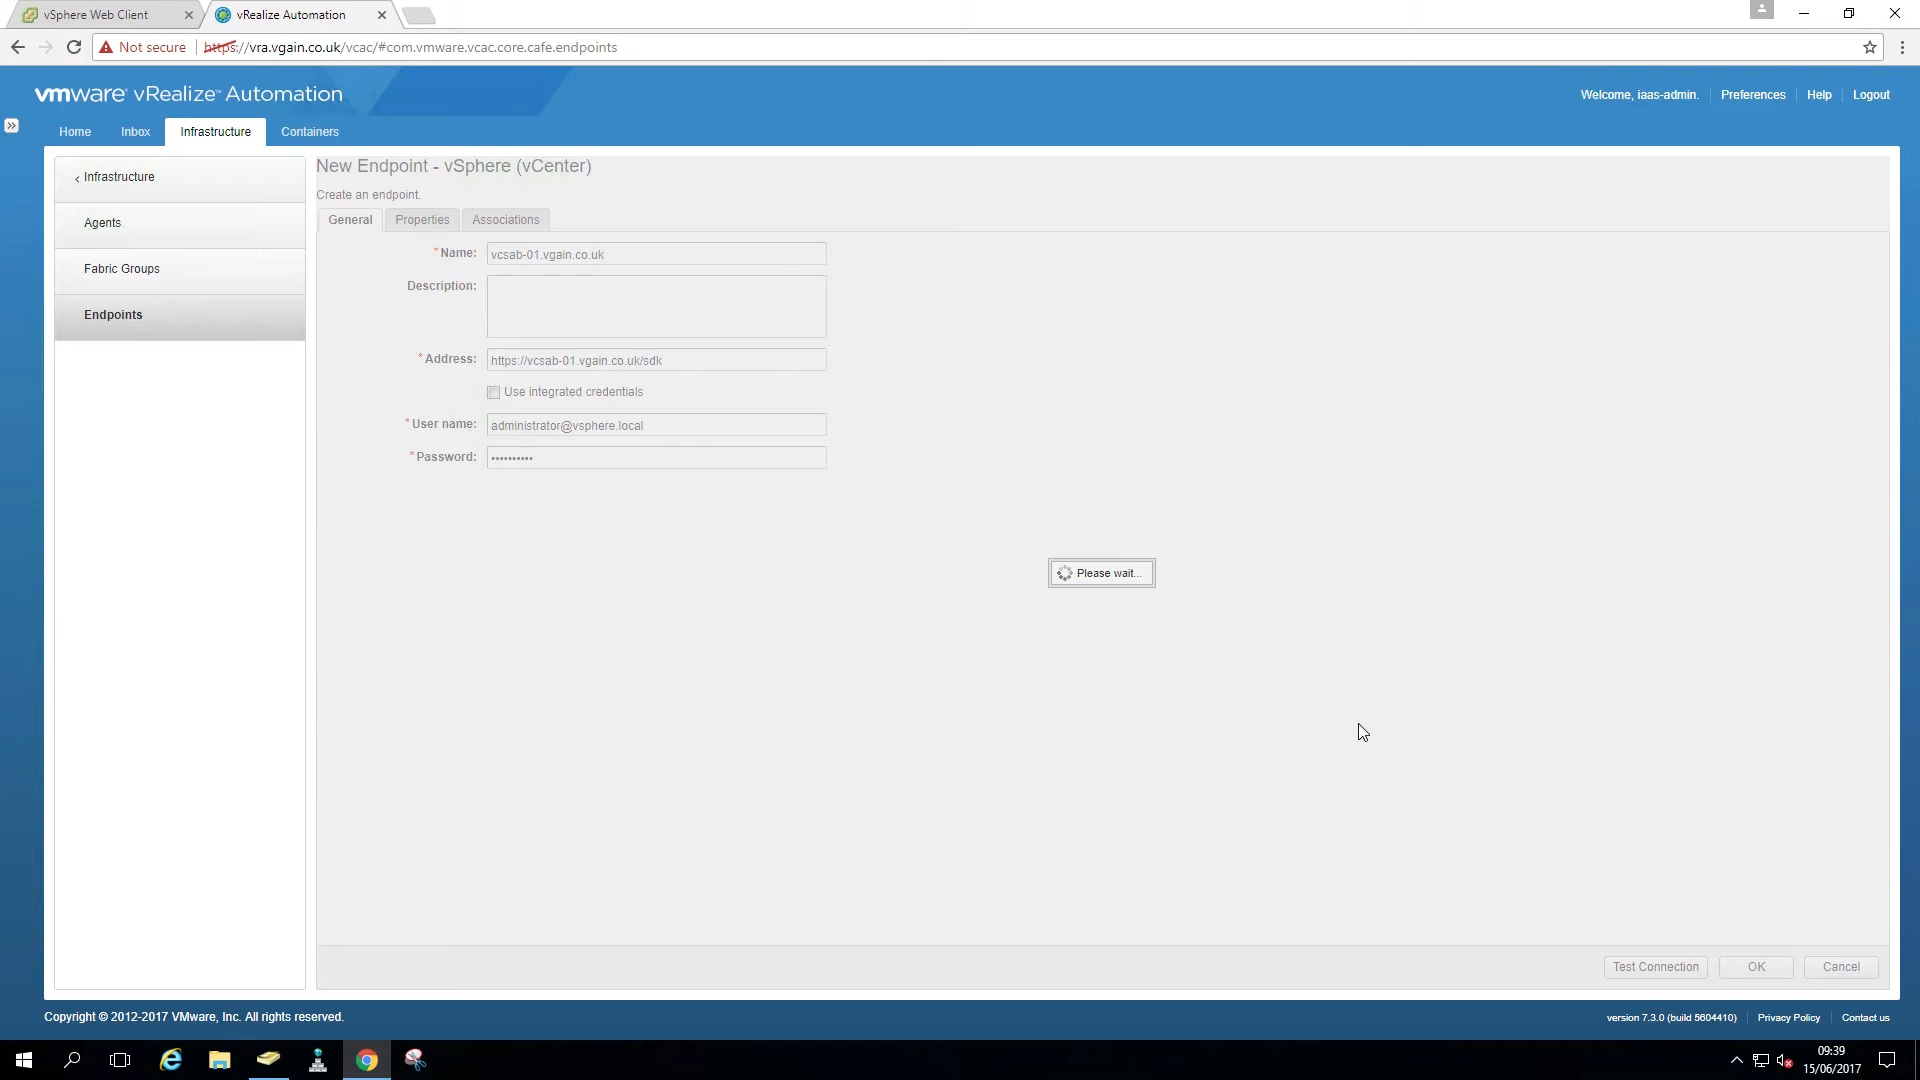 vSphere Web Client
vRealize Automation
Not secure
https://vra.vgain.co.uk/vcac/#com.vmware.vcac.core.cafe.endpoints
vmware® vRealize™ Automation
Welcome, iaas-admin.
Preferences
Help
Logout
Home
Inbox
Infrastructure
Containers
Infrastructure
Agents
Fabric Groups
Endpoints
New Endpoint - vSphere (vCenter)
Create an endpoint.
General
Properties
Associations
* Name: vcsab-01.vgain.co.uk
Description:
* Address: https://vcsab-01.vgain.co.uk/sdk
Use integrated credentials
* User name: administrator@vsphere.local
* Password: ••••••••••
Please wait...
Test Connection
OK
Cancel
Copyright © 2012-2017 VMware, Inc. All rights reserved.
version 7.3.0 (build 5604410)
Privacy Policy
Contact us
09:39
15/06/2017